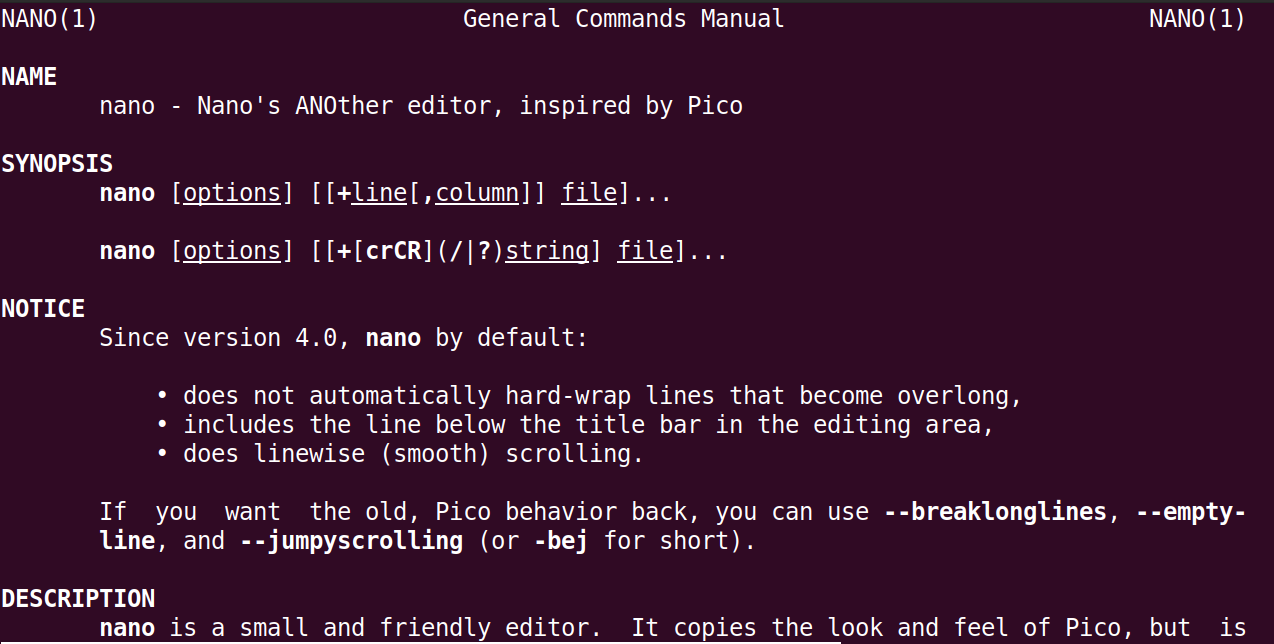 NANO(1) General Commands Manual NANO(1)
NAME
nano - Nano's ANOther editor, inspired by Pico
SYNOPSIS
nano [options] [[+line[,column]] file]...
nano [options] [[+[crCR](/|?)string] file]...
NOTICE
Since version 4.0, nano by default:
• does not automatically hard-wrap lines that become overlong,
• includes the line below the title bar in the editing area,
• does linewise (smooth) scrolling.
If you want the old, Pico behavior back, you can use --breaklonglines, --empty-
line, and --jumpyscrolling (or -bej for short).
DESCRIPTION
nano is a small and friendly editor. It copies the look and feel of Pico, but is